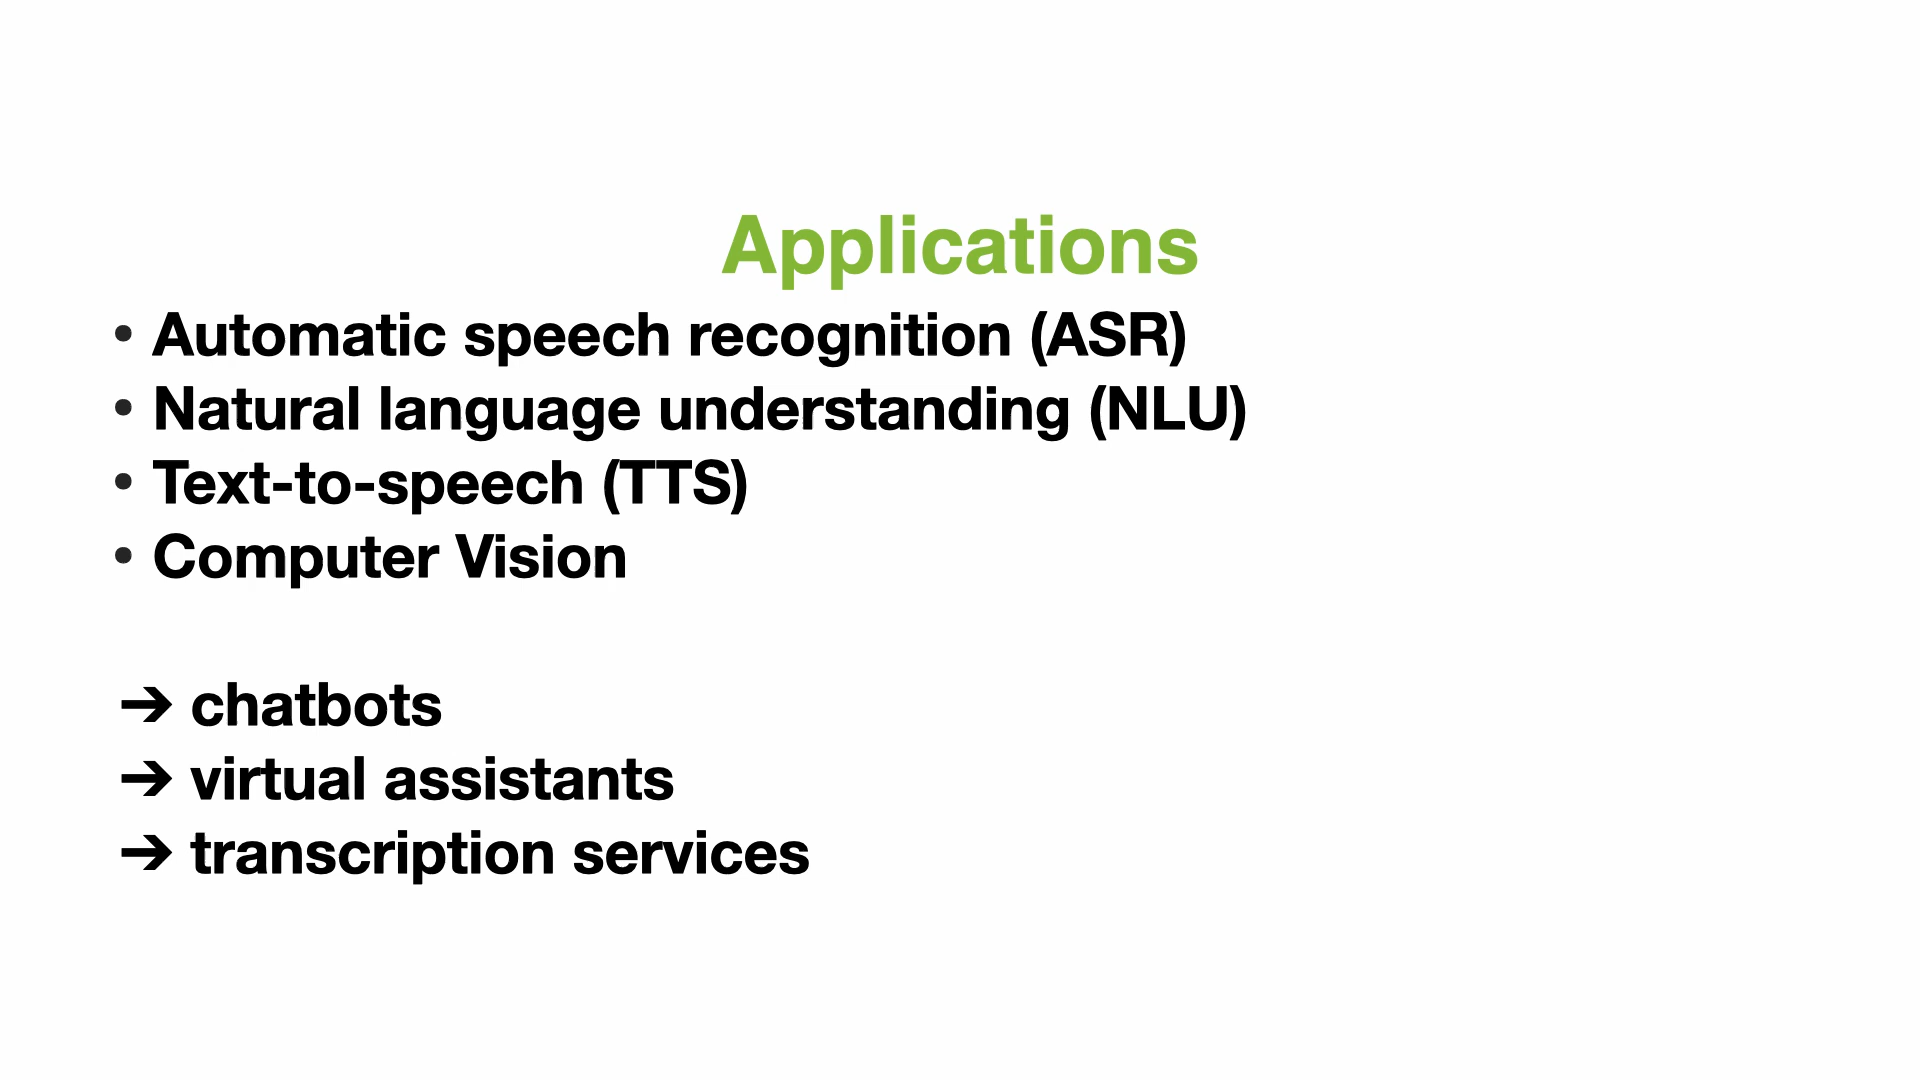 Applications
• Automatic speech recognition (ASR)
• Natural language understanding (NLU)
• Text-to-speech (TTS)
• Computer Vision
➔ chatbots
➔ virtual assistants
➔ transcription services